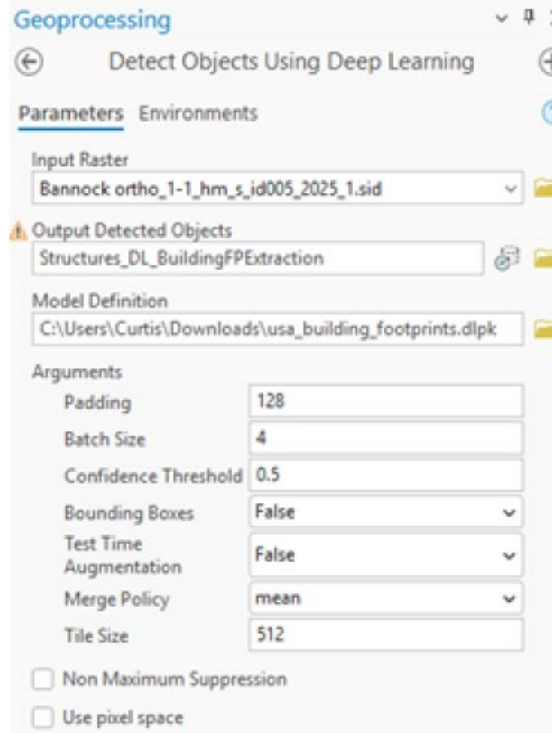 Geoprocessing
Detect Objects Using Deep Learning
Parameters Environments
Input Raster
Bannock ortho_1-1_hm_s_id005_2025_1.sid
Output Detected Objects
Structures_DL_BuildingFPExtraction
Model Definition
C:\Users\Curtis\Downloads\usa_building_footprints.dlpk
Arguments
Padding 128
Batch Size 4
Confidence Threshold 0.5
Bounding Boxes False
Test Time
Augmentation False
Merge Policy mean
Tile Size 512
Non Maximum Suppression
Use pixel space